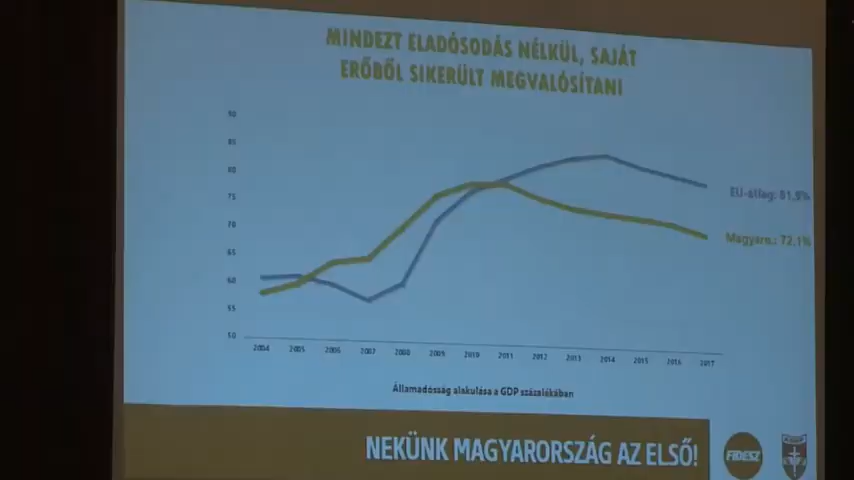 MINDEZT ELADÓSODÁS NÉLKÜL, SAJÁT
ERŐBŐL SIKERÜLT MEGVALÓSÍTANI
90
85
80
75
70
65
60
55
50
EU-átlag: 81,9%
Magyaro.: 72,1%
2004 2005 2006 2007 2008 2009 2010 2011 2012 2013 2014 2015 2016 2017
Államadósság alakulása a GDP százalékában
NEKÜNK MAGYARORSZÁG AZ ELSŐ!
FIDESZ